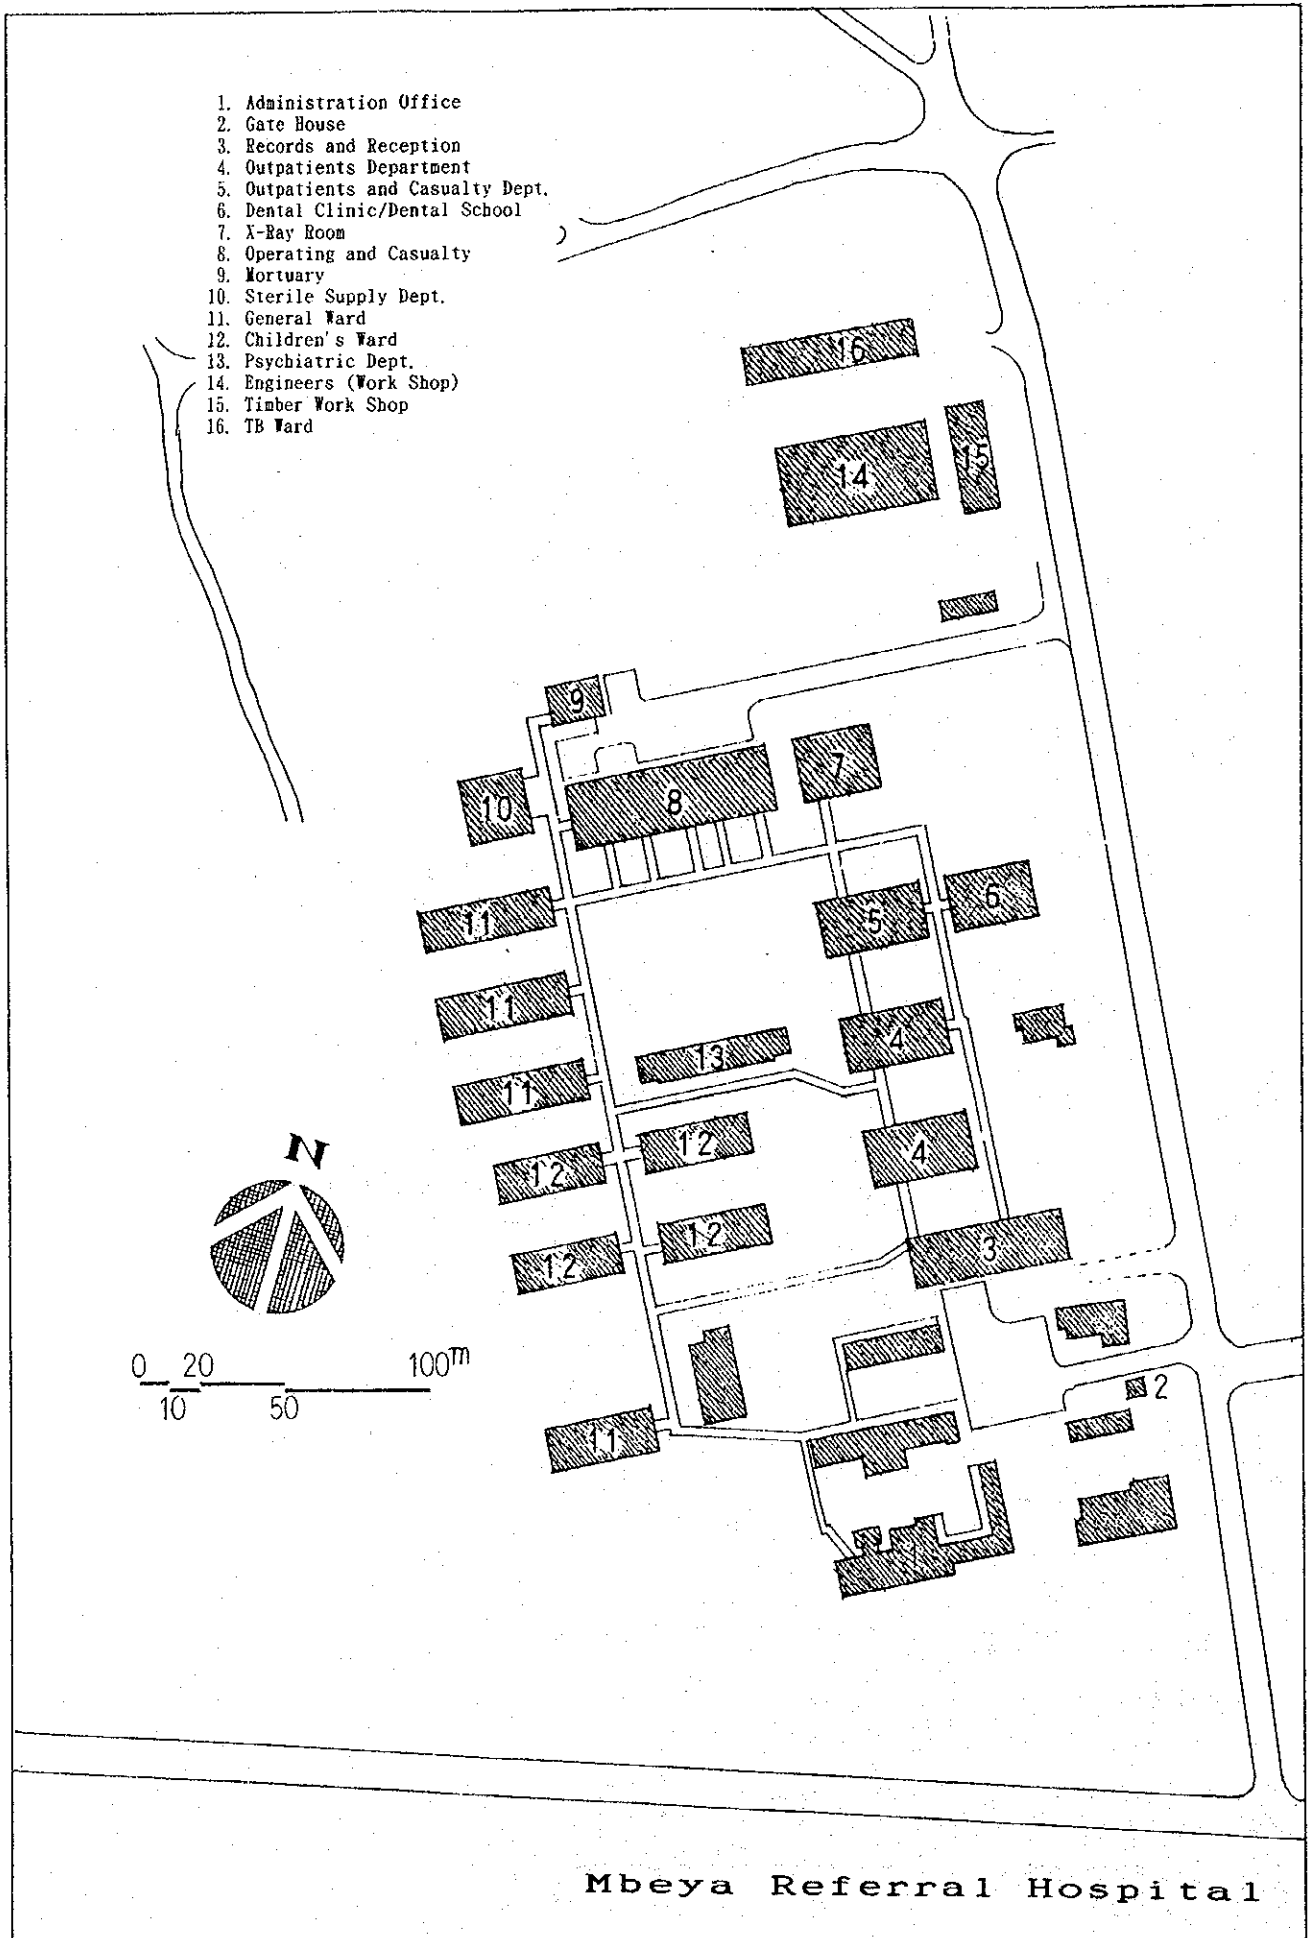 1. Administration Office
2. Gate House
3. Records and Reception
4. Outpatients Department
5. Outpatients and Casualty Dept.
6. Dental Clinic/Dental School
7. X-Ray Room
8. Operating and Casualty
9. Mortuary
10. Sterile Supply Dept.
11. General Ward
12. Children's Ward
13. Psychiatric Dept.
14. Engineers (Work Shop)
15. Timber Work Shop
16. TB Ward
16
15
14
9
7
10
8
6
11
5
11
4
13
11
12
4
12
N
12
3
12
0 20 100m
10 50
2
11
1
Mbeya Referral Hospital